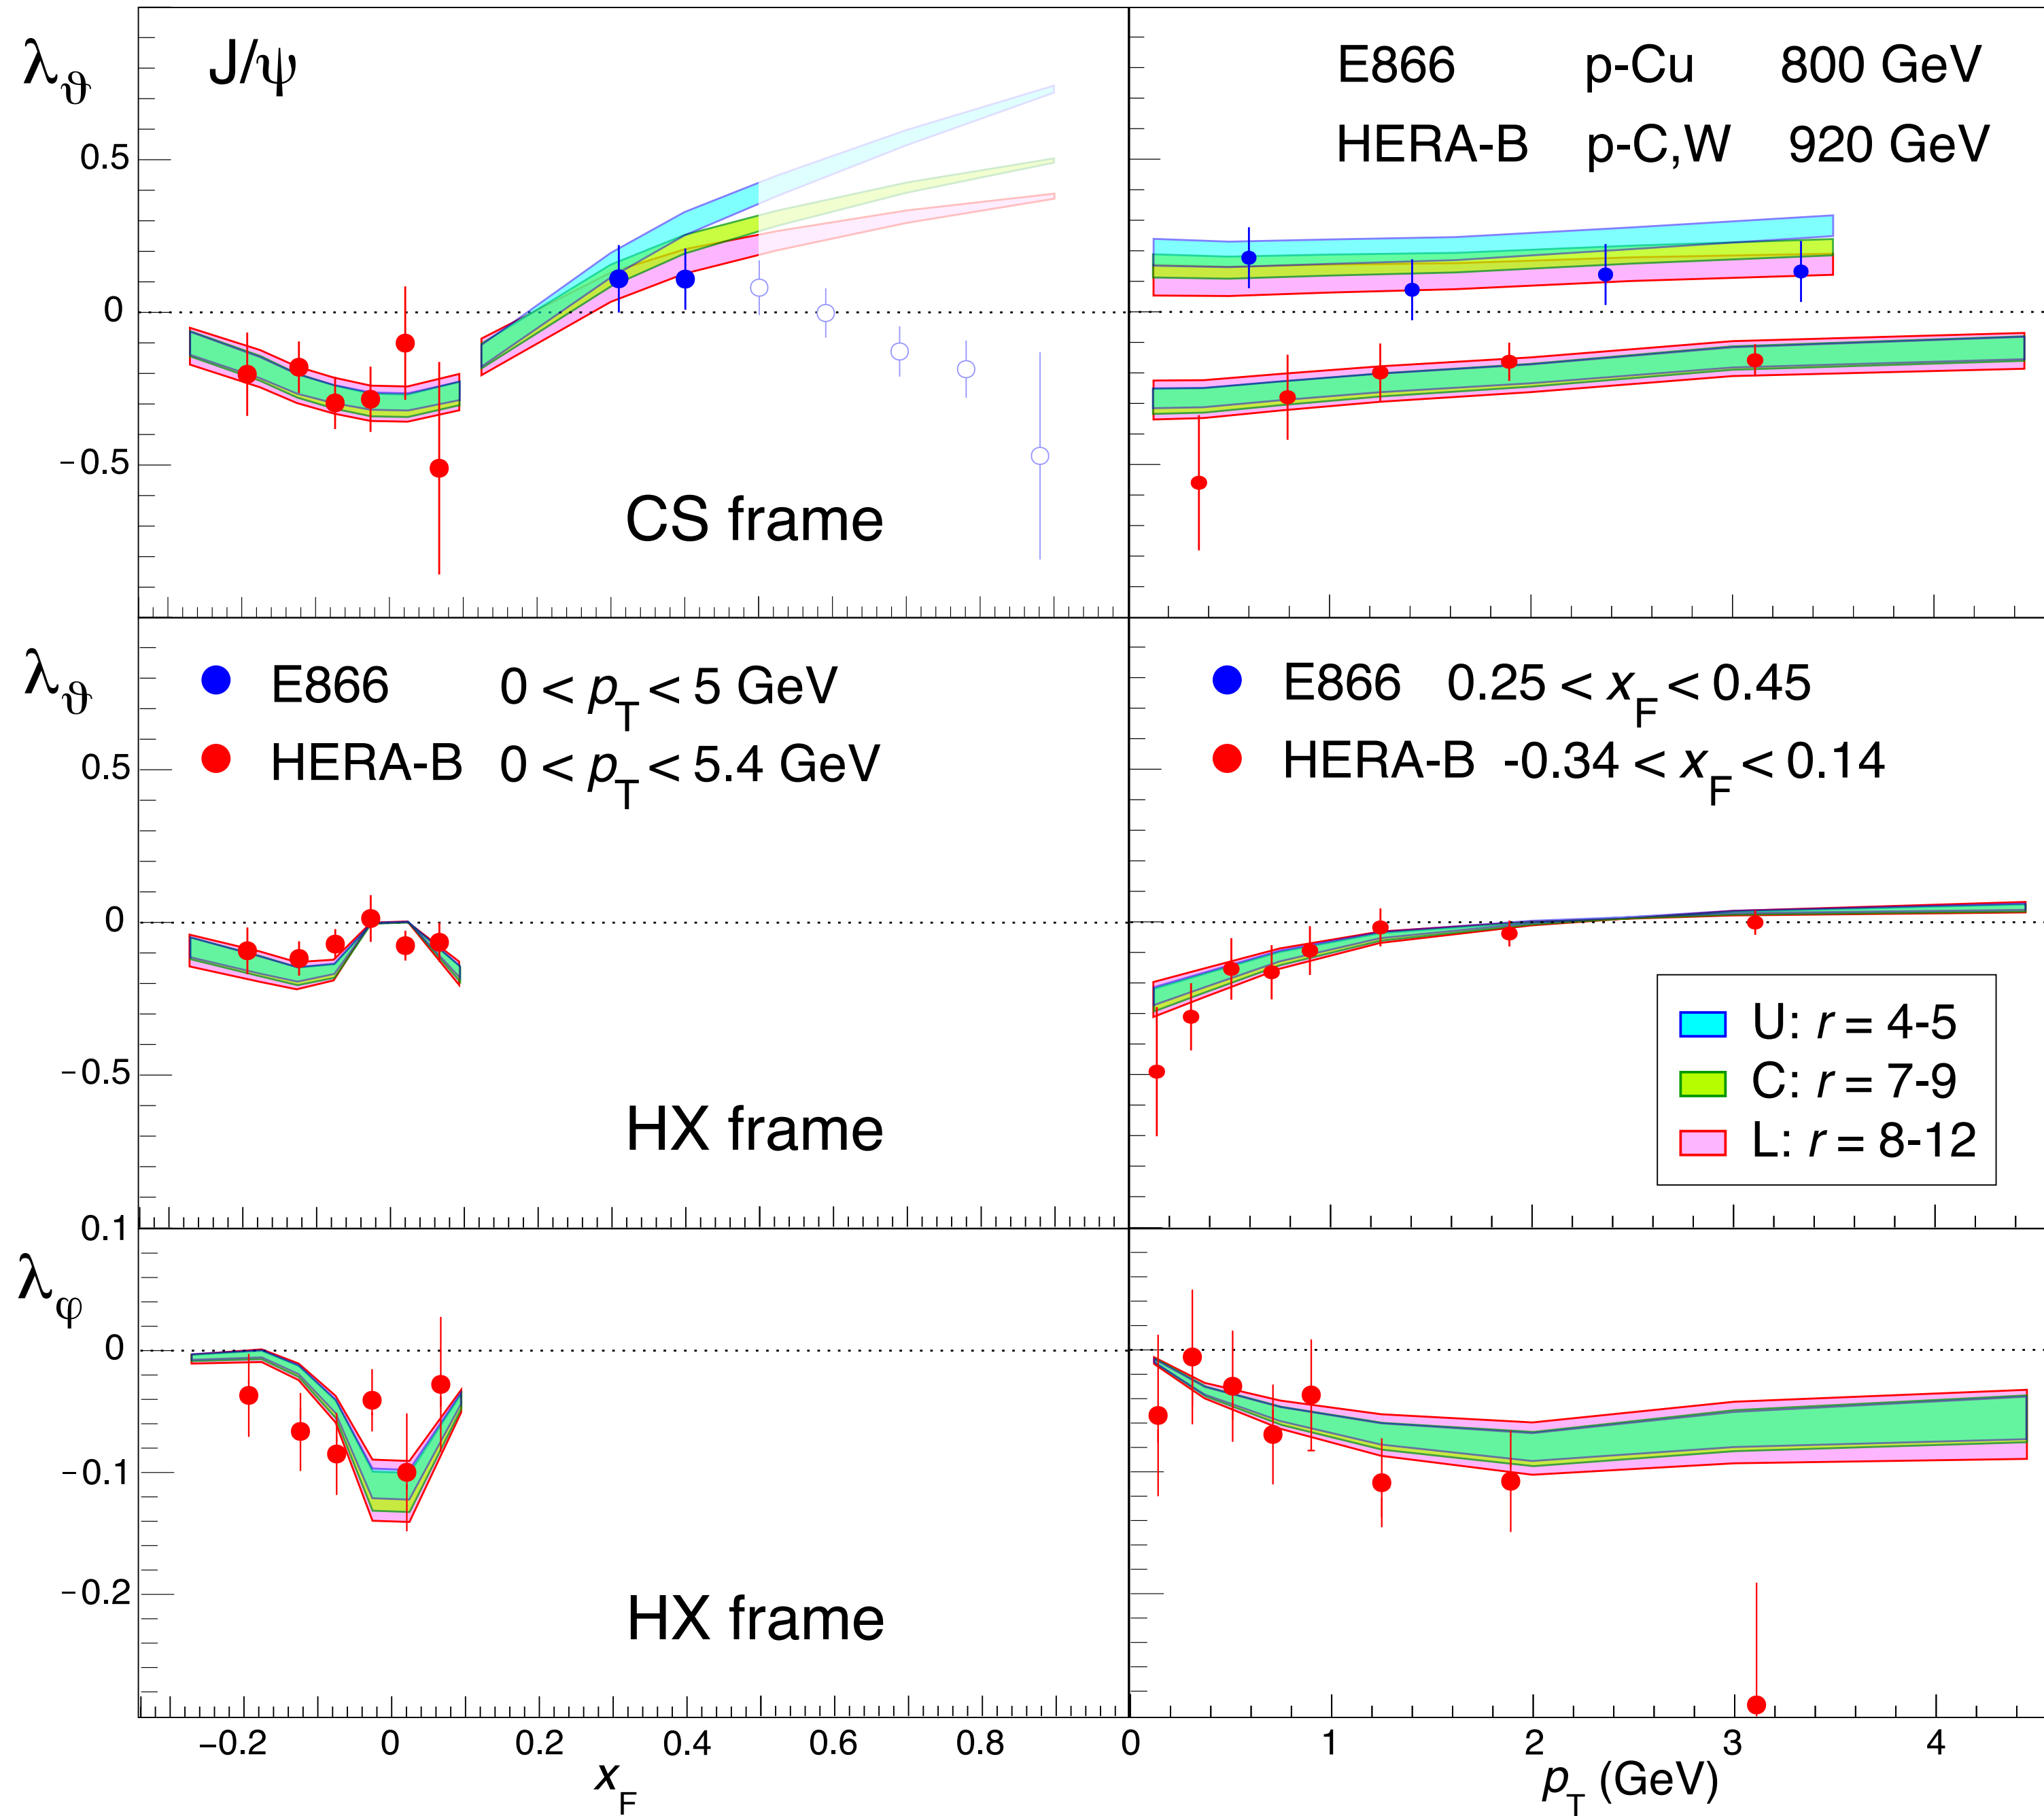 λϑ
J/ψ
0.5
0
−0.5
CS frame
E866 p-Cu 800 GeV
HERA-B p-C,W 920 GeV
λϑ
E866 0 < pT < 5 GeV
HERA-B 0 < pT < 5.4 GeV
0.5
0
−0.5
HX frame
E866 0.25 < xF < 0.45
HERA-B -0.34 < xF < 0.14
U: r = 4-5
C: r = 7-9
L: r = 8-12
λφ
0.1
0
−0.1
−0.2
HX frame
−0.2 0 0.2 0.4 0.6 0.8
xF
0 1 2 3 4
pT (GeV)